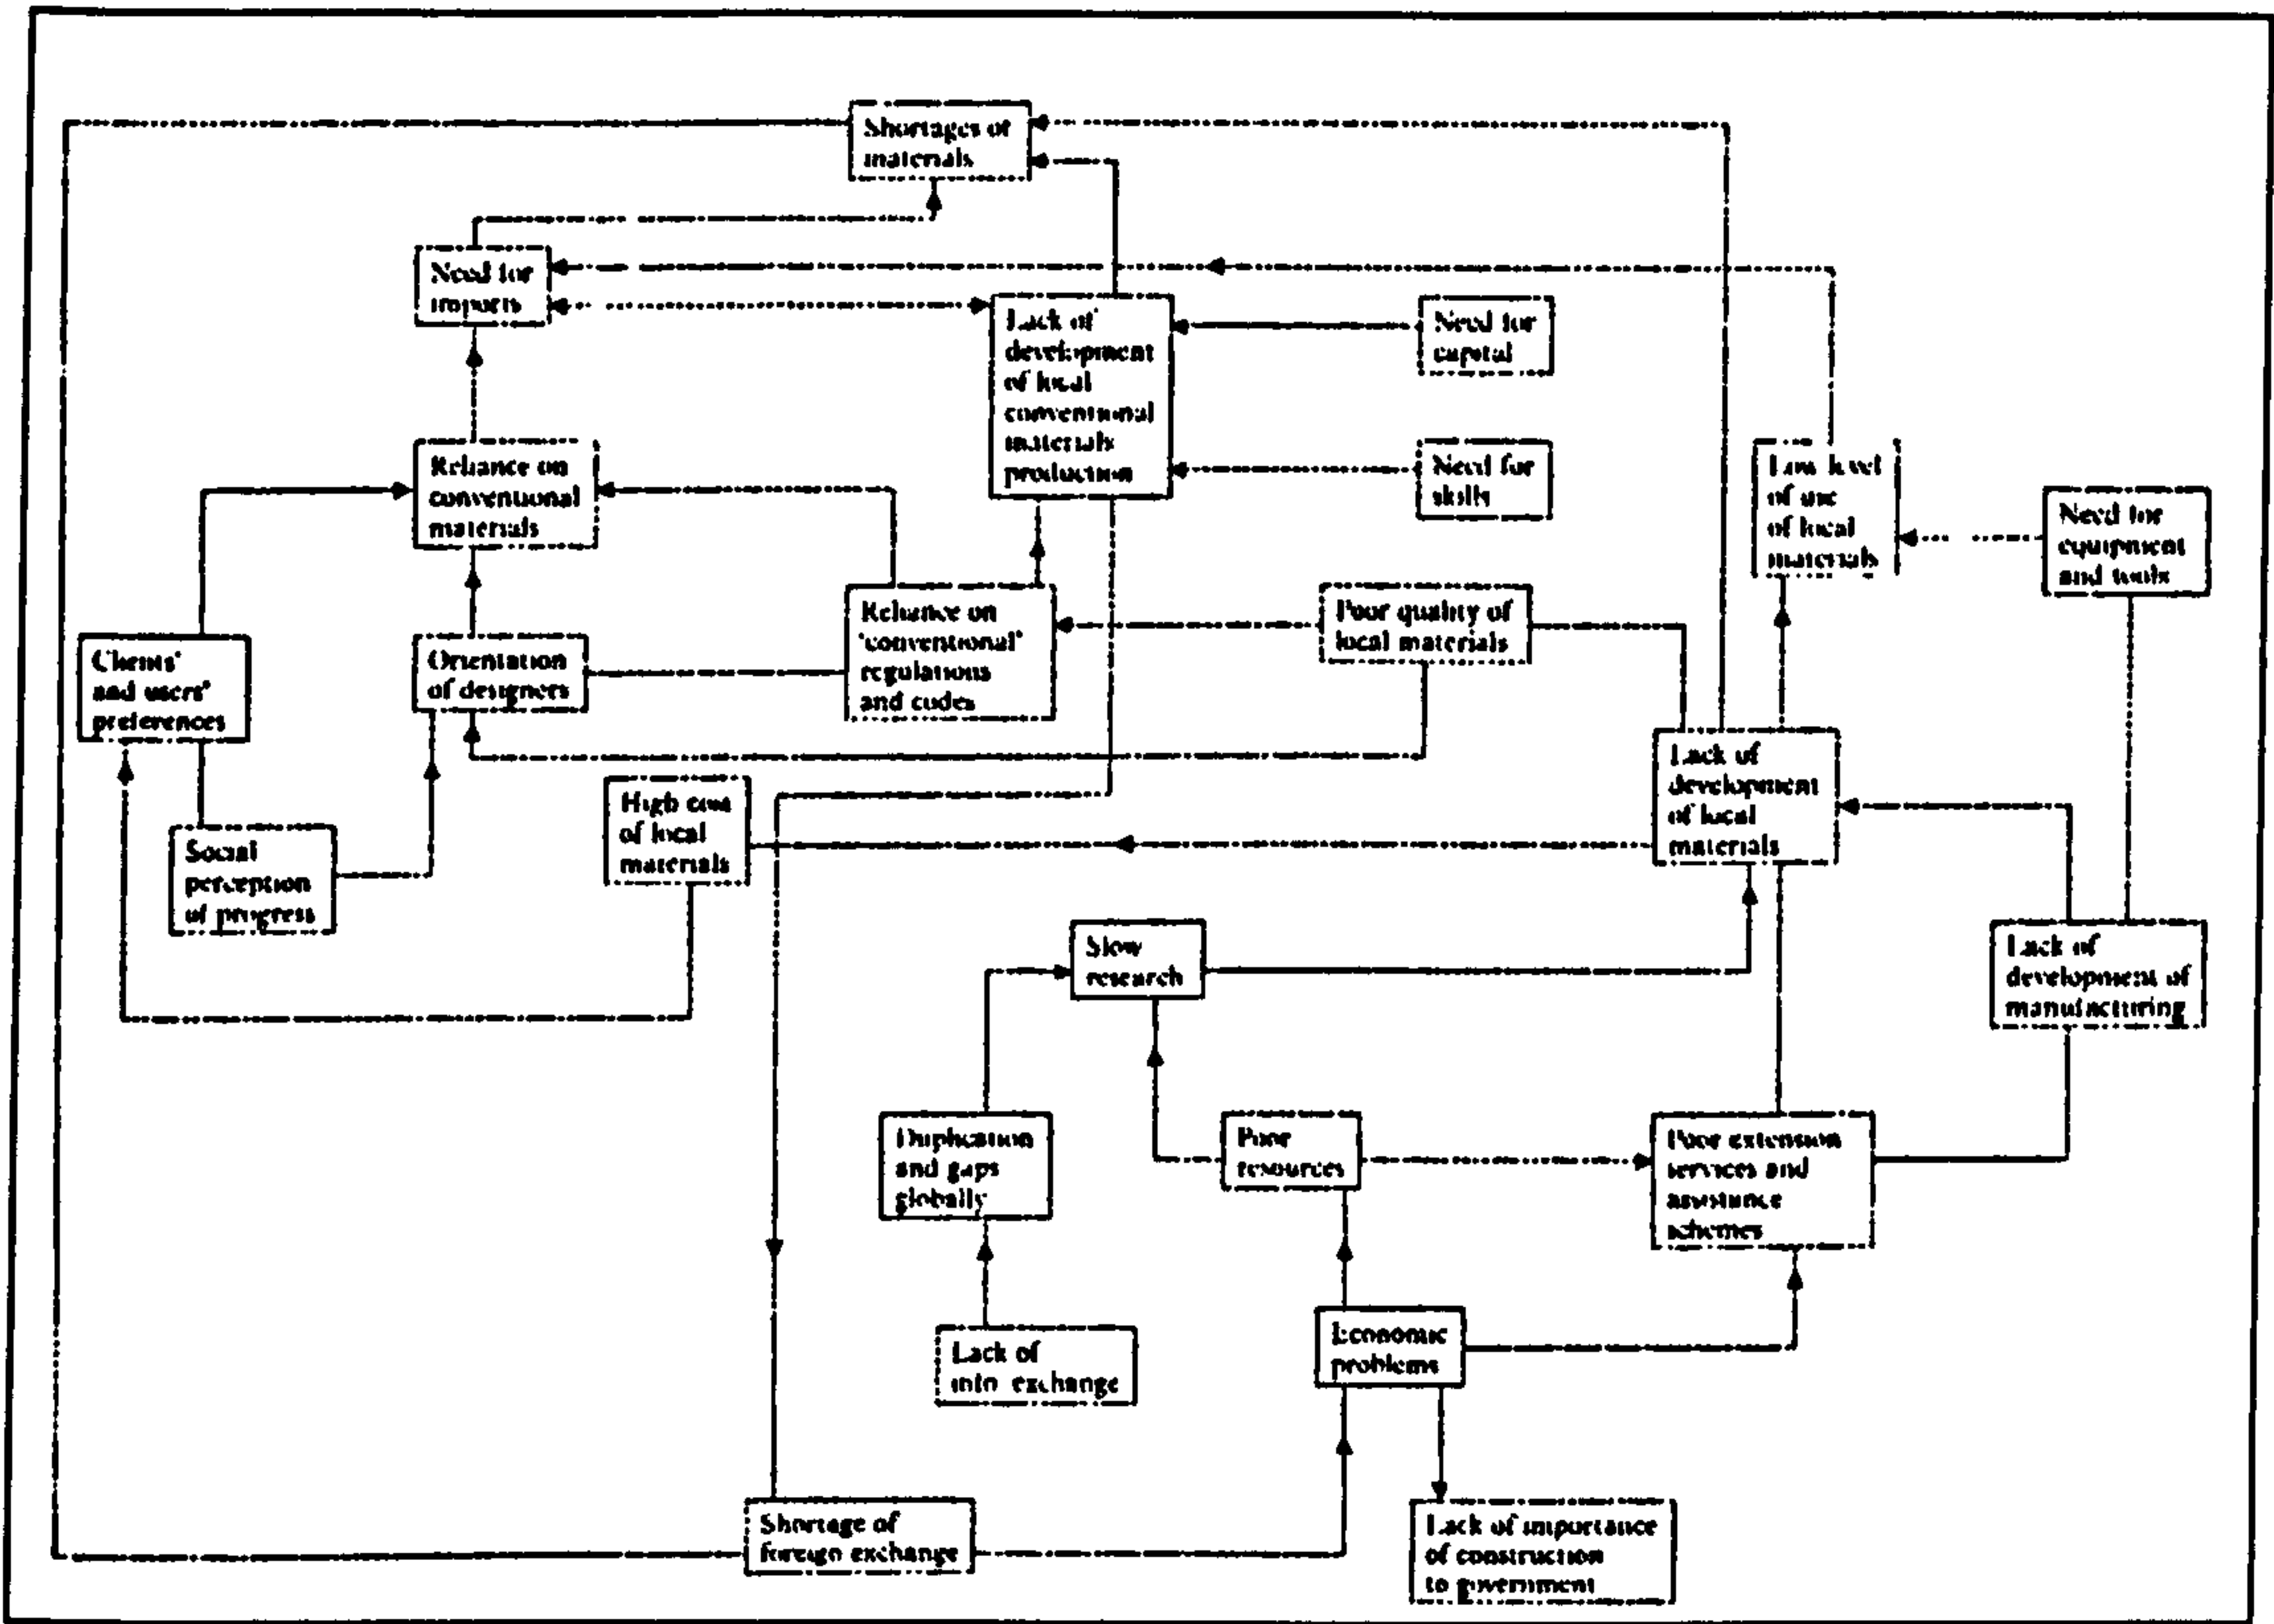 Shortages of
materials
Need for
imports
Lack of
development
of local
conventional
materials
production
Need for
capital
Reliance on
conventional
materials
Need for
skills
Low level
of use
of local
materials
Need for
equipment
and tools
Clients'
and users'
preferences
Orientation
of designers
Reliance on
'conventional'
regulations
and codes
Poor quality of
local materials
Lack of
development
of local
materials
High cost
of local
materials
Social
perception
of progress
Slow
research
Lack of
development of
manufacturing
Duplication
and gaps
globally
Poor
resources
Poor extension
services and
assistance
schemes
Lack of
info exchange
Economic
problems
Shortage of
foreign exchange
Lack of importance
of construction
to government